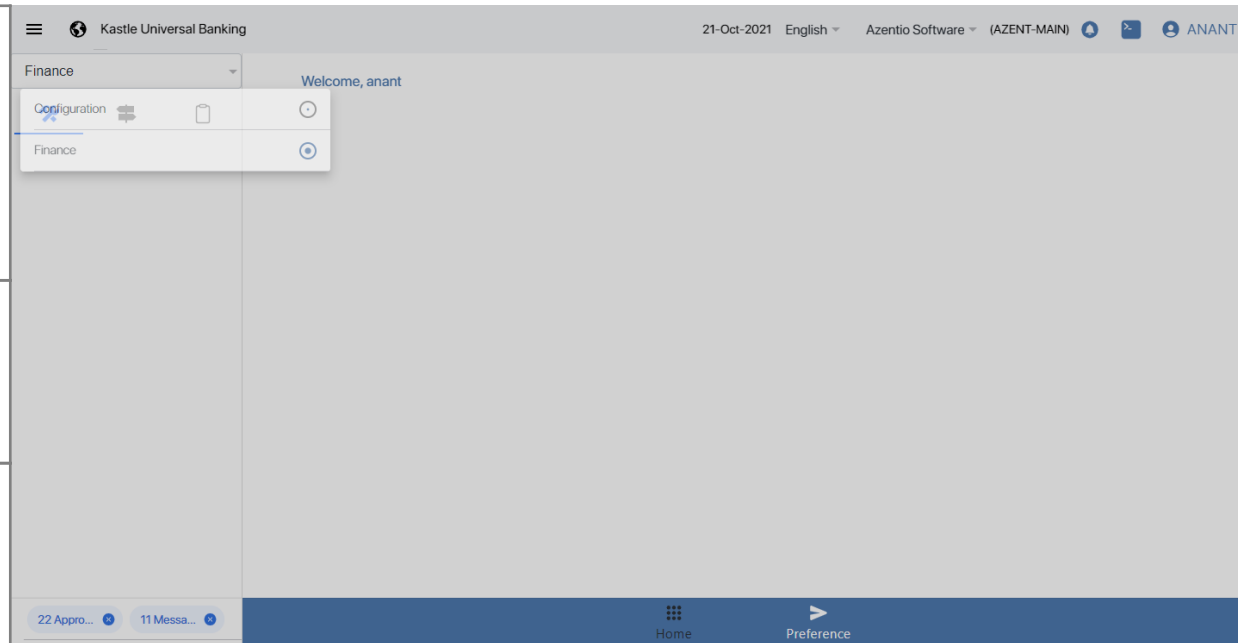 Kastle Universal Banking 21-Oct-2021 English Azentio Software (AZENT-MAIN) ANANT
Finance
Welcome, anant
Configuration
Finance
22 Appro... 11 Messa...
Home Preference